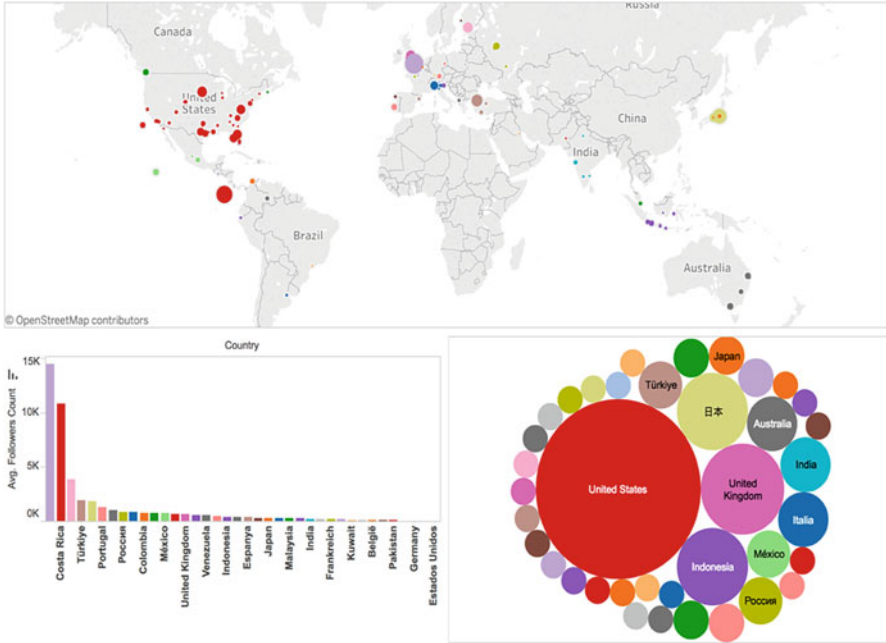 Russia
Canada
United
States
China
India
Brazil
Australia
© OpenStreetMap contributors
Country
15K
10K
5K
0K
Avg. Followers Count
Costa Rica
Türkiye
Portugal
Россия
Colombia
México
United Kingdom
Venezuela
Indonesia
Espanya
Japan
Malaysia
India
Frankreich
Kuwait
België
Pakistan
Germany
Estados Unidos
Japan
Türkiye
日本
Australia
United States
United
Kingdom
India
Italia
Indonesia
México
Россия